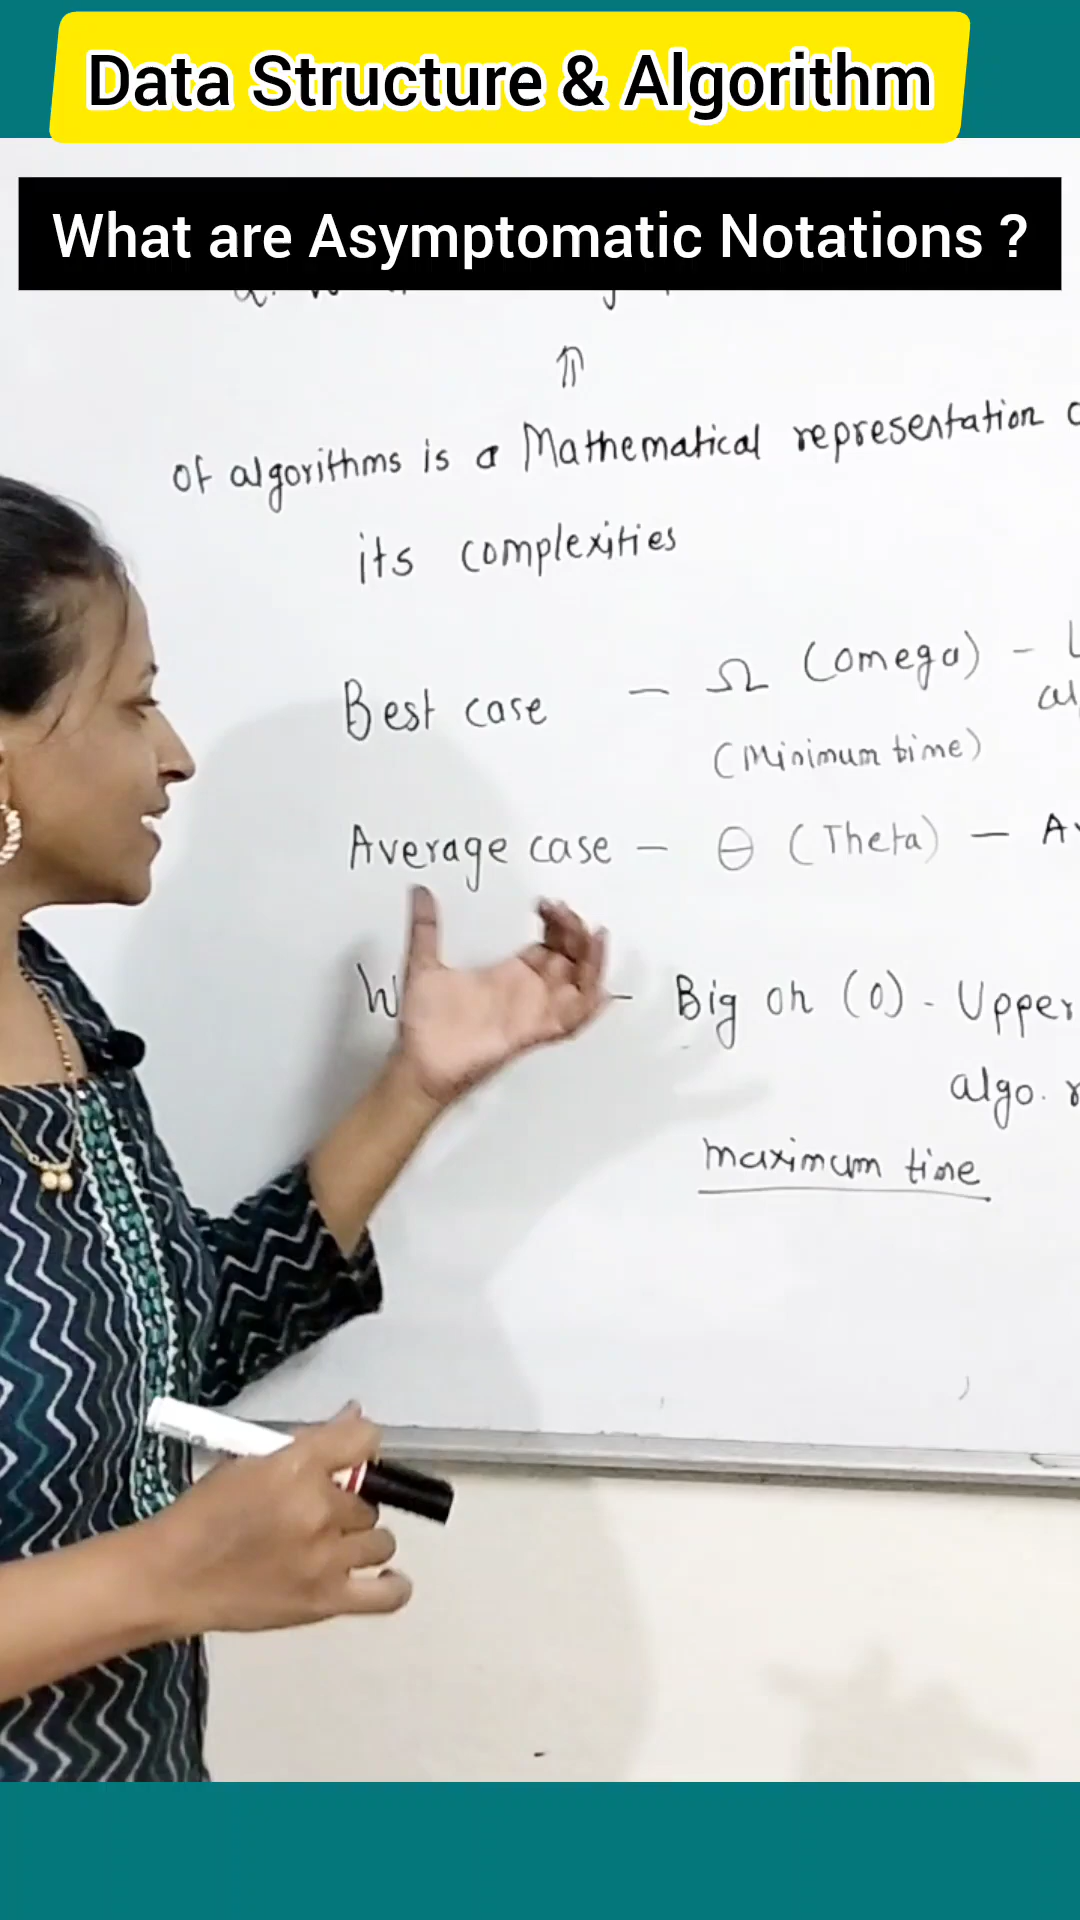 Data Structure & Algorithm
What are Asymptomatic Notations ?
of algorithms is a Mathematical representation
its complexities
Best case – Ω (omega) –
(Minimum time)
Average case – θ (Theta) –
– Big oh (O) - Upper
algo.
maximum time